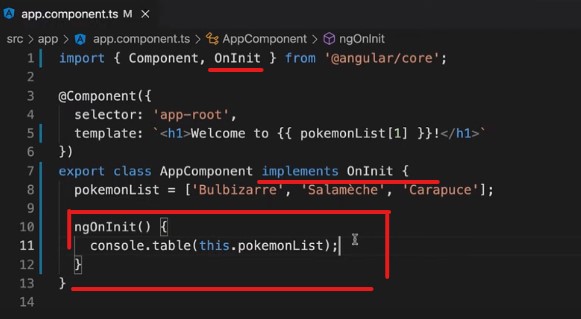 app.component.ts M ×
src > app > app.component.ts > AppComponent > ngOnInit
1 import { Component, OnInit } from '@angular/core';
2
3 @Component({
4 selector: 'app-root',
5 template: `<h1>Welcome to {{ pokemonList[1] }}!</h1>`
6 })
7 export class AppComponent implements OnInit {
8 pokemonList = ['Bulbizarre', 'Salamèche', 'Carapuce'];
9
10 ngOnInit() {
11 console.table(this.pokemonList);
12 }
13 }
14